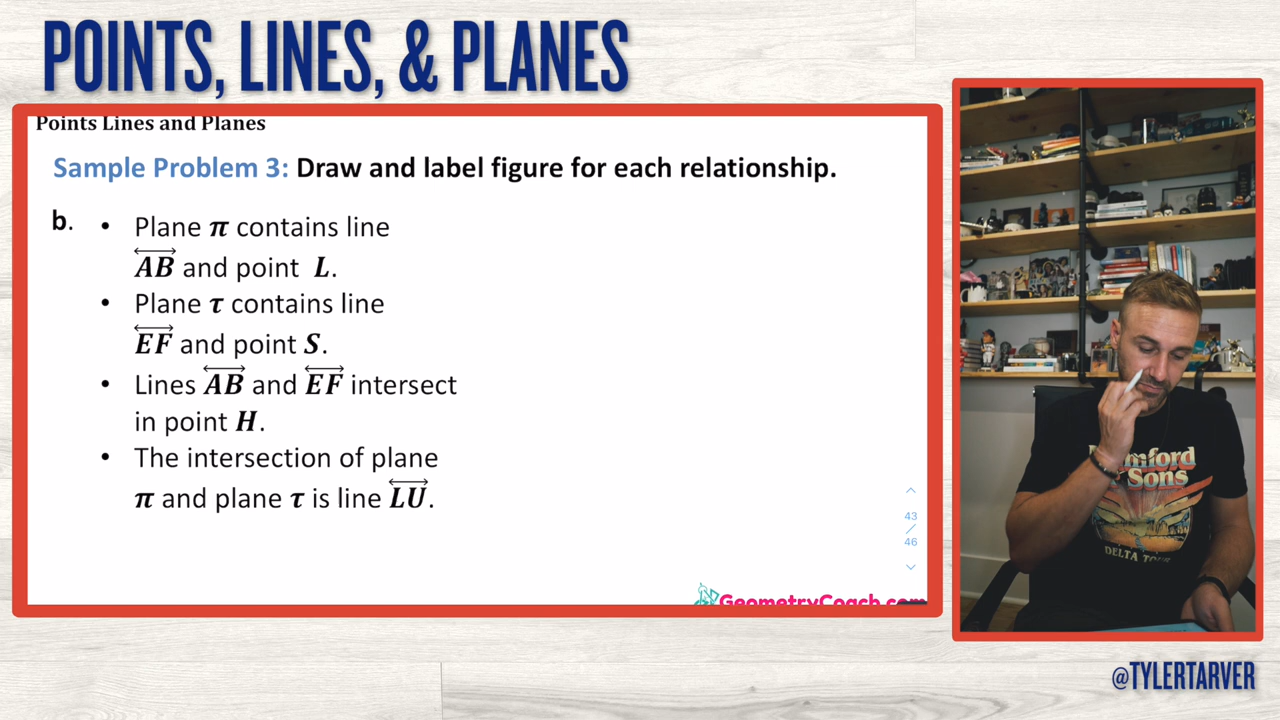 POINTS, LINES, & PLANES
Points Lines and Planes
Sample Problem 3: Draw and label figure for each relationship.
b. • Plane π contains line
AB and point L.
• Plane τ contains line
EF and point S.
• Lines AB and EF intersect
in point H.
• The intersection of plane
π and plane τ is line LU.
43
/
46
GeometryCoach.com
Sons
DELTA
@TYLERTARVER